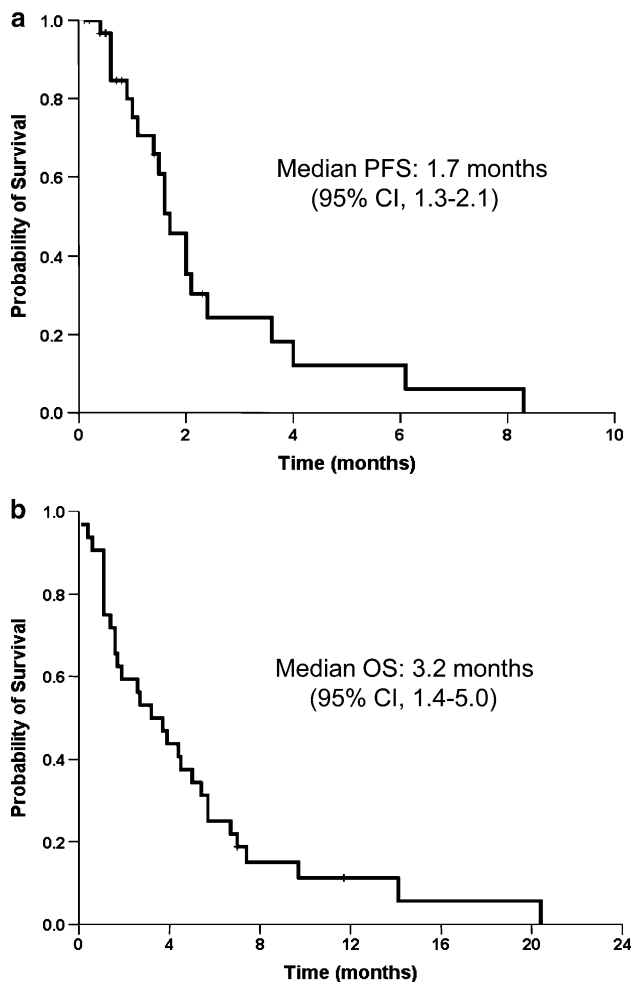 a
1.0
0.8
0.6
0.4
0.2
0.0
Probability of Survival
Median PFS: 1.7 months
(95% CI, 1.3-2.1)
0 2 4 6 8 10
Time (months)
b
1.0
0.8
0.6
0.4
0.2
0.0
Probability of Survival
Median OS: 3.2 months
(95% CI, 1.4-5.0)
0 4 8 12 16 20 24
Time (months)